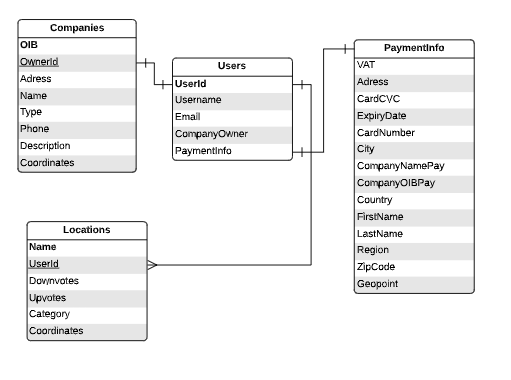 Companies
OIB
OwnerId
Adress
Name
Type
Phone
Description
Coordinates
Users
UserId
Username
Email
CompanyOwner
PaymentInfo
PaymentInfo
VAT
Adress
CardCVC
ExpiryDate
CardNumber
City
CompanyNamePay
CompanyOIBPay
Country
FirstName
LastName
Region
ZipCode
Geopoint
Locations
Name
UserId
Downvotes
Upvotes
Category
Coordinates